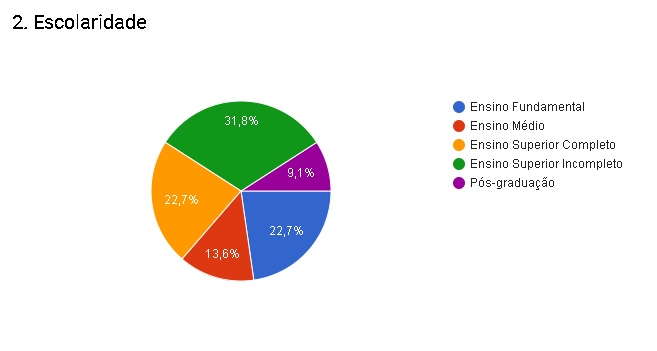 2. Escolaridade
31,8%
9,1%
22,7%
22,7%
13,6%
Ensino Fundamental
Ensino Médio
Ensino Superior Completo
Ensino Superior Incompleto
Pós-graduação